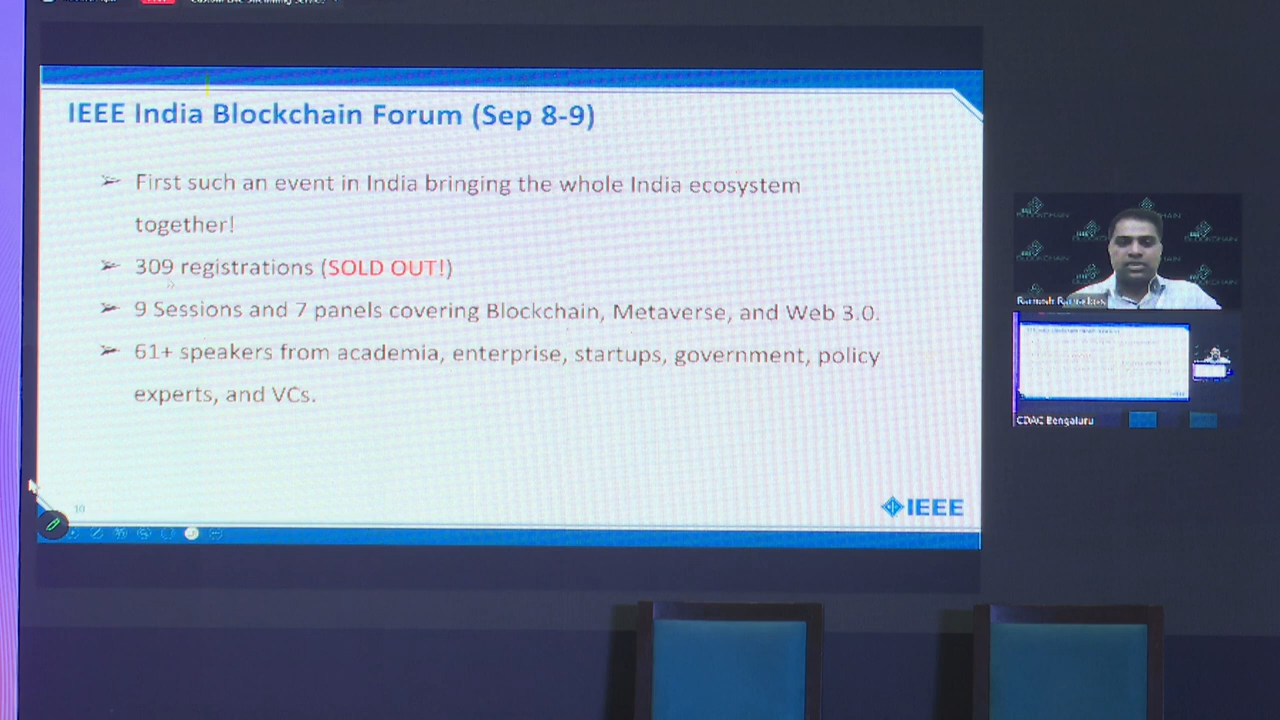 IEEE India Blockchain Forum (Sep 8-9)
➢ First such an event in India bringing the whole India ecosystem
together!
➢ 309 registrations (SOLD OUT!)
➢ 9 Sessions and 7 panels covering Blockchain, Metaverse, and Web 3.0.
➢ 61+ speakers from academia, enterprise, startups, government, policy
experts, and VCs.
10
IEEE
CDAC Bengaluru